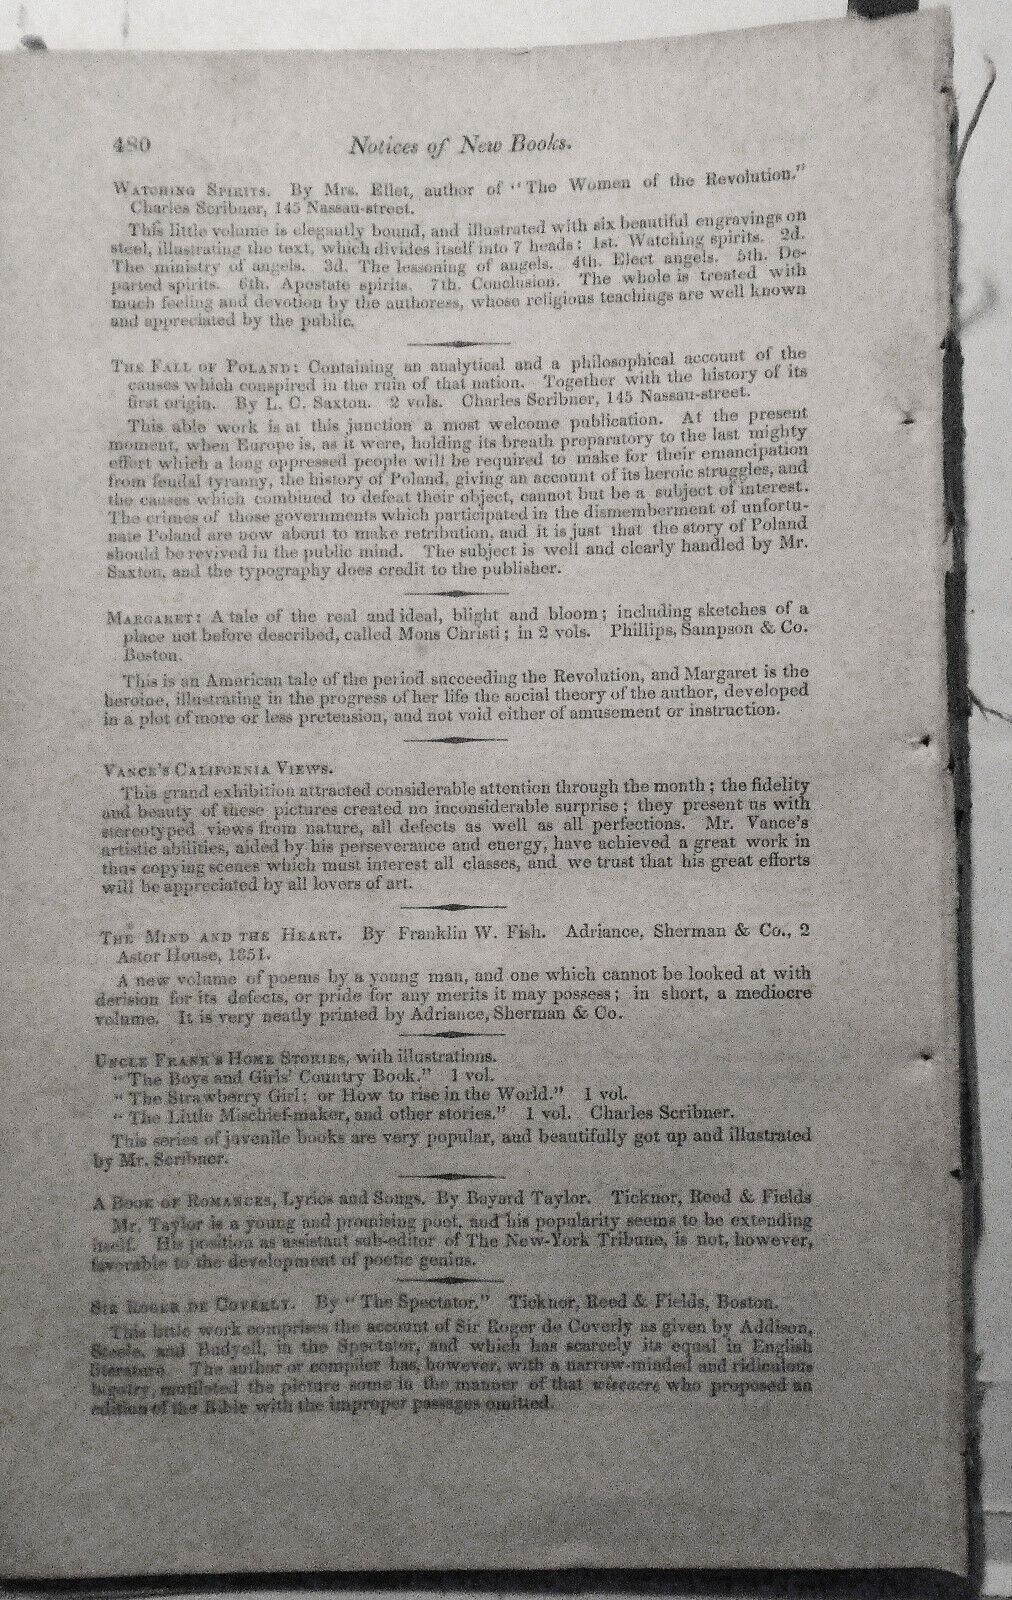 480 Notices of New Books.
WATCHING SPIRITS. By Mrs. Ellet, author of "The Women of the Revolution."
Charles Scribner, 145 Nassau-street.
This little volume is elegantly bound, and illustrated with six beautiful engravings on
steel, illustrating the text, which divides itself into 7 heads: 1st. Watching spirits. 2d.
The ministry of angels. 3d. The lessoning of angels. 4th. Elect angels. 5th. De-
parted spirits. 6th. Apostate spirits. 7th. Conclusion. The whole is treated with
much feeling and devotion by the authoress, whose religious teachings are well known
and appreciated by the public.
THE FALL OF POLAND: Containing an analytical and a philosophical account of the
causes which conspired in the ruin of that nation. Together with the history of its
first origin. By L. C. Saxton. 2 vols. Charles Scribner, 145 Nassau-street.
This able work is at this junction a most welcome publication. At the present
moment, when Europe is, as it were, holding its breath preparatory to the last mighty
effort which a long oppressed people will be required to make for their emancipation
from feudal tyranny, the history of Poland, giving an account of its heroic struggles, and
the causes which combined to defeat their object, cannot but be a subject of interest.
The crimes of those governments which participated in the dismemberment of unfortu-
nate Poland are now about to make retribution, and it is just that the story of Poland
should be revived in the public mind. The subject is well and clearly handled by Mr.
Saxton, and the typography does credit to the publisher.
MARGARET: A tale of the real and ideal, blight and bloom; including sketches of a
place not before described, called Mons Christi; in 2 vols. Phillips, Sampson & Co.
Boston.
This is an American tale of the period succeeding the Revolution, and Margaret is the
heroine, illustrating in the progress of her life the social theory of the author, developed
in a plot of more or less pretension, and not void either of amusement or instruction.
VANCE'S CALIFORNIA VIEWS.
This grand exhibition attracted considerable attention through the month; the fidelity
and beauty of these pictures created no inconsiderable surprise; they present us with
stereotyped views from nature, all defects as well as all perfections. Mr. Vance's
artistic abilities, aided by his perseverance and energy, have achieved a great work in
thus copying scenes which must interest all classes, and we trust that his great efforts
will be appreciated by all lovers of art.
THE MIND AND THE HEART. By Franklin W. Fish. Adriance, Sherman & Co., 2
Astor House, 1851.
A new volume of poems by a young man, and one which cannot be looked at with
derision for its defects, or pride for any merits it may possess; in short, a mediocre
volume. It is very neatly printed by Adriance, Sherman & Co.
UNCLE FRANK'S HOME STORIES, with illustrations.
"The Boys and Girls' Country Book." 1 vol.
"The Strawberry Girl; or How to rise in the World." 1 vol.
"The Little Mischief-maker, and other stories." 1 vol. Charles Scribner.
This series of juvenile books are very popular, and beautifully got up and illustrated
by Mr. Scribner.
A BOOK OF ROMANCES, Lyrics and Songs. By Bayard Taylor. Ticknor, Reed & Fields
Mr. Taylor is a young and promising poet, and his popularity seems to be extending
itself. His position as assistant sub-editor of The New-York Tribune, is not, however,
favorable to the development of poetic genius.
SIR ROGER DE COVERLY. By "The Spectator." Ticknor, Reed & Fields, Boston.
This little work comprises the account of Sir Roger de Coverly as given by Addison,
Steele, and Budyell, in the Spectator, and which has scarcely its equal in English
literature. The author or compiler has, however, with a narrow-minded and ridiculous
bigotry, mutilated the picture some in the manner of that wiseacre who proposed an
edition of the Bible with the improper passages omitted.